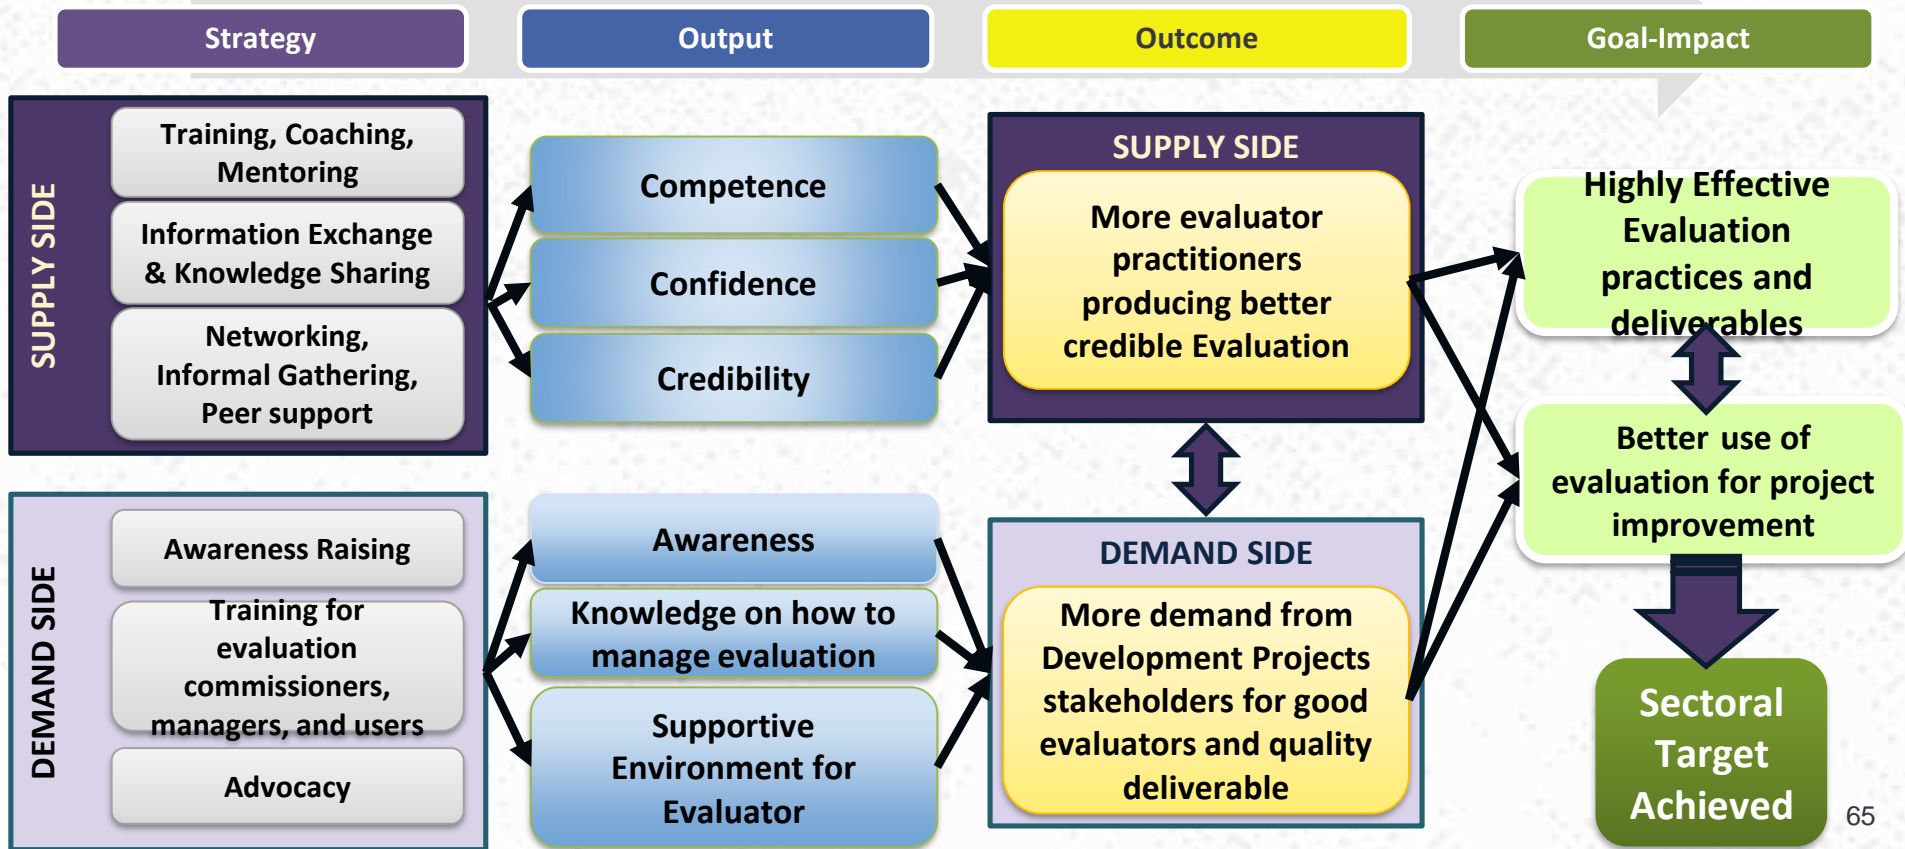 Strategy
Output
Outcome
Goal-Impact
SUPPLY SIDE
Training, Coaching,
Mentoring
Information Exchange
& Knowledge Sharing
Networking,
Informal Gathering,
Peer support
Competence
Confidence
Credibility
SUPPLY SIDE
More evaluator
practitioners
producing better
credible Evaluation
Highly Effective
Evaluation
practices and
deliverables
Better use of
evaluation for project
improvement
DEMAND SIDE
Awareness Raising
Training for
evaluation
commissioners,
managers, and users
Advocacy
Awareness
Knowledge on how to
manage evaluation
Supportive
Environment for
Evaluator
DEMAND SIDE
More demand from
Development Projects
stakeholders for good
evaluators and quality
deliverable
Sectoral
Target
Achieved
65